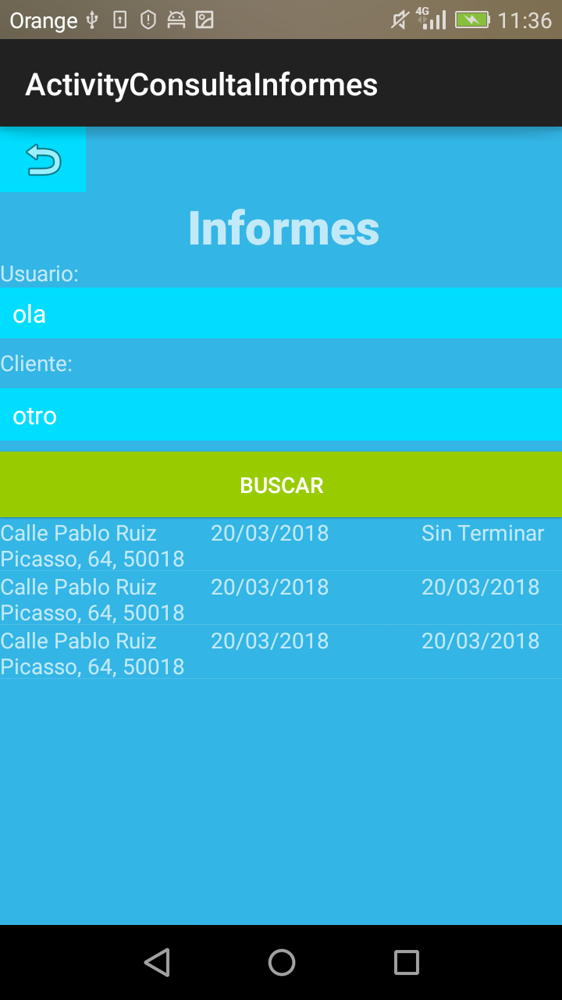 Orange 4G 11:36
ActivityConsultaInformes
Informes
Usuario:
ola
Cliente:
otro
BUSCAR
Calle Pablo Ruiz 20/03/2018 Sin Terminar
Picasso, 64, 50018
Calle Pablo Ruiz 20/03/2018 20/03/2018
Picasso, 64, 50018
Calle Pablo Ruiz 20/03/2018 20/03/2018
Picasso, 64, 50018